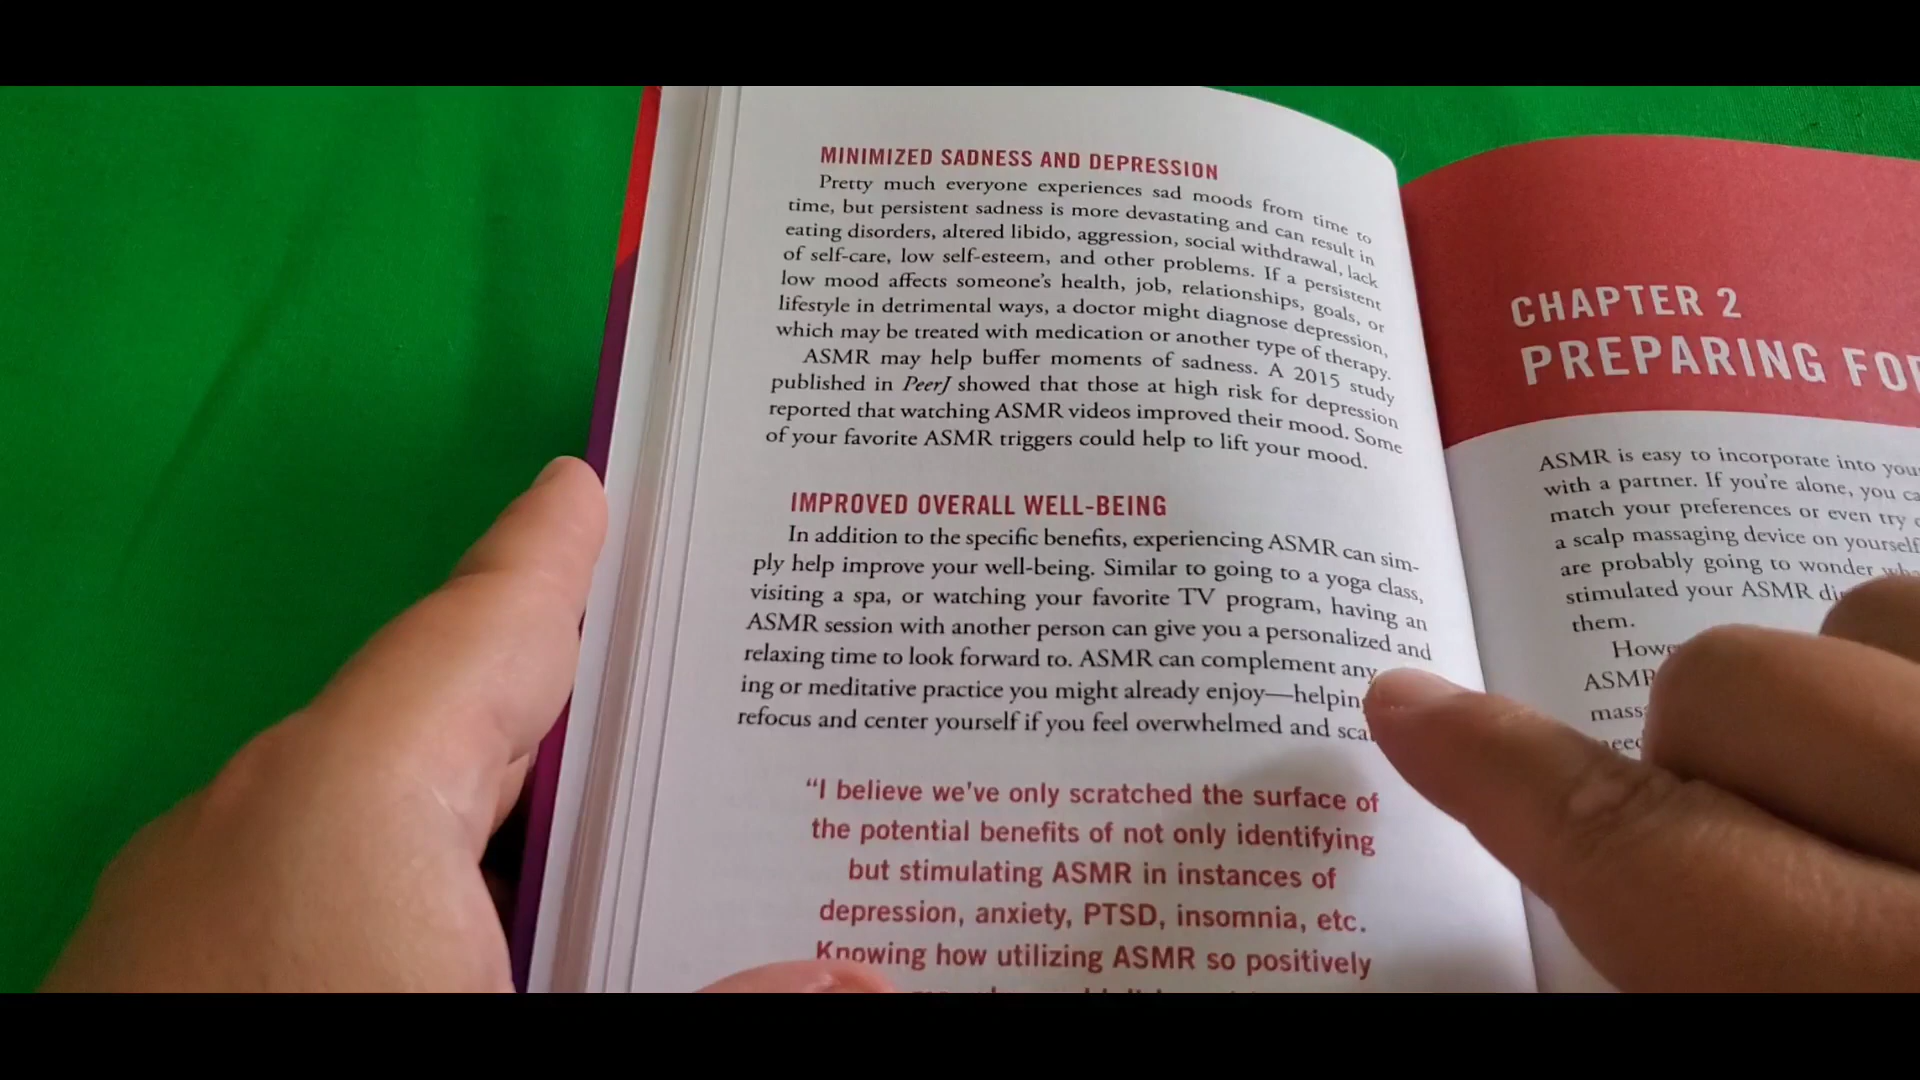 MINIMIZED SADNESS AND DEPRESSION
Pretty much everyone experiences sad moods from time to
time, but persistent sadness is more devastating and can result in
eating disorders, altered libido, aggression, social withdrawal, lack
of self-care, low self-esteem, and other problems. If a persistent
low mood affects someone's health, job, relationships, goals, or
lifestyle in detrimental ways, a doctor might diagnose depression,
which may be treated with medication or another type of therapy.
ASMR may help buffer moments of sadness. A 2015 study
published in PeerJ showed that those at high risk for depression
reported that watching ASMR videos improved their mood. Some
of your favorite ASMR triggers could help to lift your mood.
IMPROVED OVERALL WELL-BEING
In addition to the specific benefits, experiencing ASMR can sim-
ply help improve your well-being. Similar to going to a yoga class,
visiting a spa, or watching your favorite TV program, having an
ASMR session with another person can give you a personalized and
relaxing time to look forward to. ASMR can complement any
ing or meditative practice you might already enjoy—helping
refocus and center yourself if you feel overwhelmed and
"I believe we've only scratched the surface of
the potential benefits of not only identifying
but stimulating ASMR in instances of
depression, anxiety, PTSD, insomnia, etc.
Knowing how utilizing ASMR so positively
CHAPTER 2
PREPARING
ASMR is easy to incorporate into
with a partner. If you're alone, you
match your preferences or even try
a scalp massaging device on yourself
are probably going to wonder
stimulated your ASMR
them.
ASMR